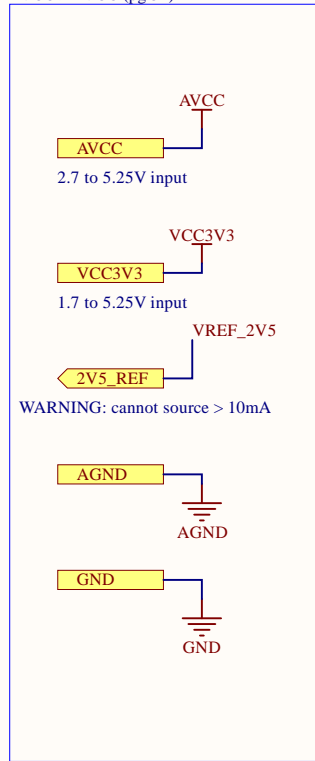 AVCC
AVCC
2.7 to 5.25V input
VCC3V3
VCC3V3
1.7 to 5.25V input
VREF_2V5
2V5_REF
WARNING: cannot source > 10mA
AGND
AGND
GND
GND